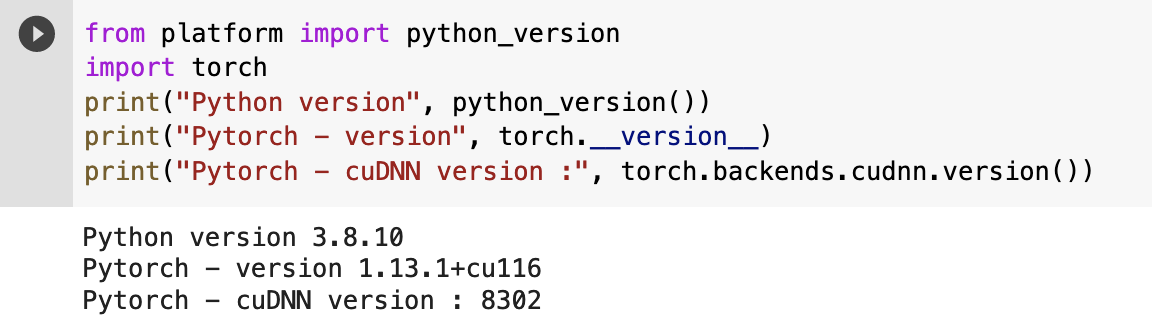 from platform import python_version
import torch
print("Python version", python_version())
print("Pytorch – version", torch.__version__)
print("Pytorch – cuDNN version :", torch.backends.cudnn.version())
Python version 3.8.10
Pytorch – version 1.13.1+cu116
Pytorch – cuDNN version : 8302